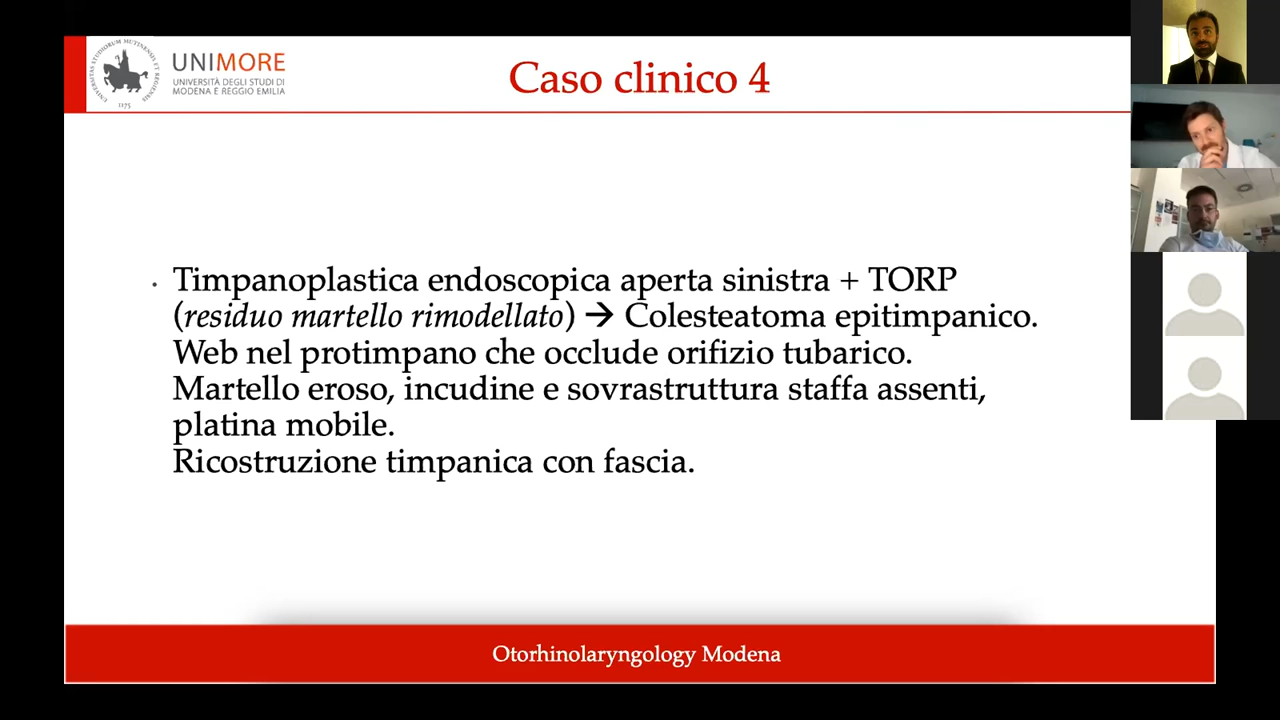 UNIMORE
UNIVERSITÀ DEGLI STUDI DI
MODENA E REGGIO EMILIA
1175
Caso clinico 4
· Timpanoplastica endoscopica aperta sinistra + TORP
(residuo martello rimodellato) → Colesteatoma epitimpanico.
Web nel protimpano che occlude orifizio tubarico.
Martello eroso, incudine e sovrastruttura staffa assenti,
platina mobile.
Ricostruzione timpanica con fascia.
Otorhinolaryngology Modena